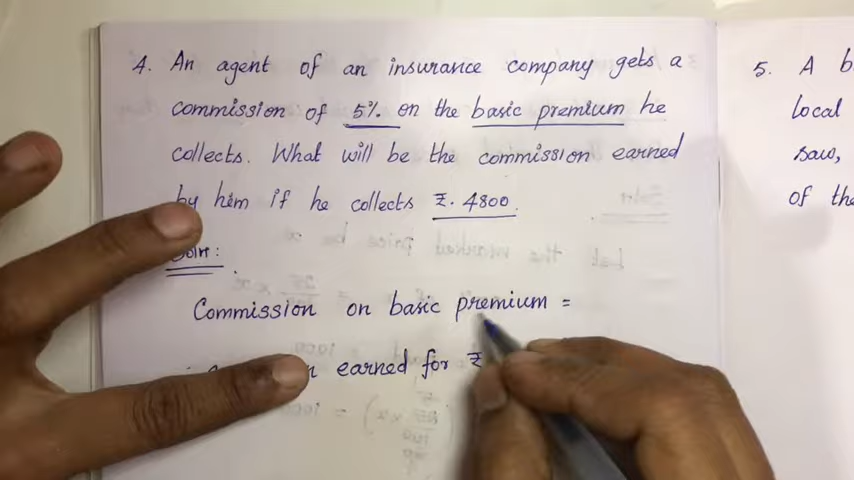 4. An agent of an insurance company gets a
commission of 5% on the basic premium he
collects. What will be the commission earned
by him if he collects ₹. 4800.
Soln:
Commission on basic premium =
earned for ₹
5. A
local
saw,
of the